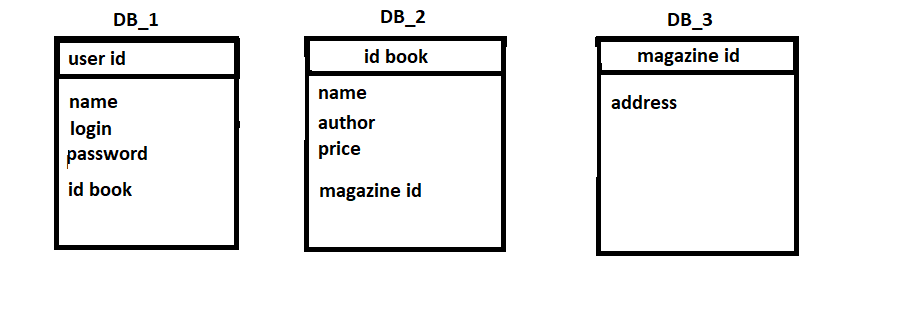 DB_1
user id
name
login
password
id book
DB_2
id book
name
author
price
magazine id
DB_3
magazine id
address